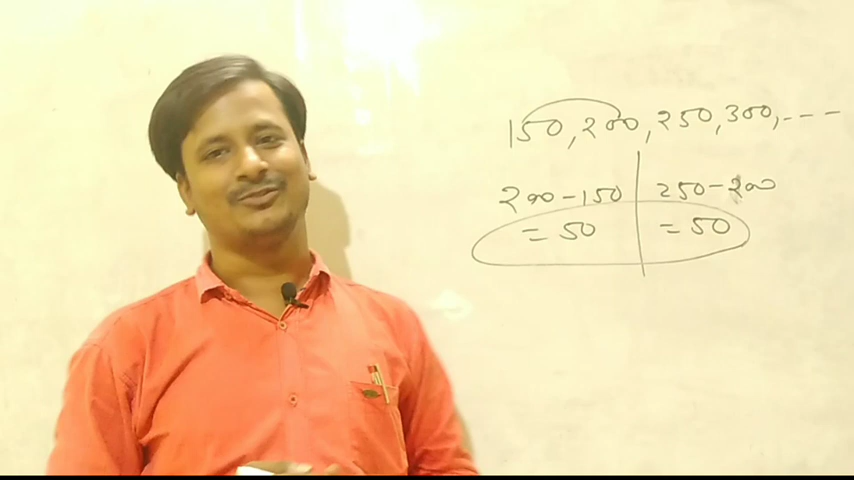 150, 200, 250, 300, ---
200-150 | 250-200
= 50 | = 50